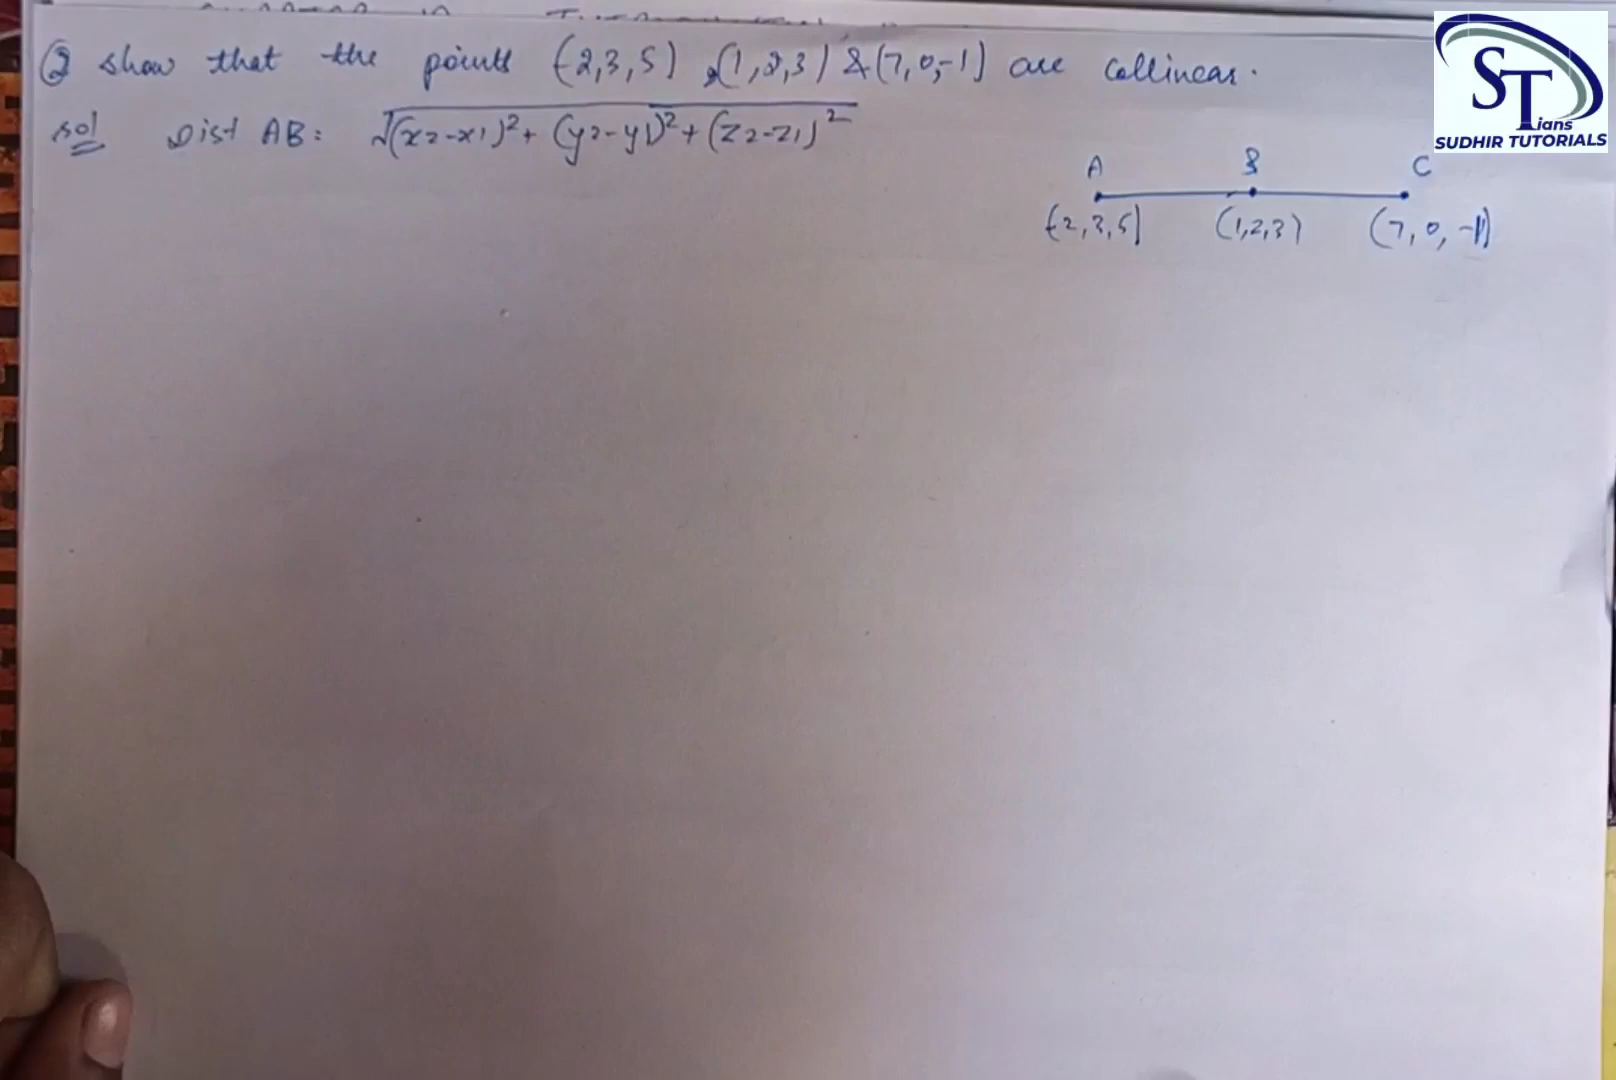 Q show that the points (-2,3,5) , (1,2,3) & (7,0,-1) are collinear.
sol Dist AB: √(x2-x1)²+ (y2-y1)²+ (z2-z1)²
A B C
(-2,3,5) (1,2,3) (7,0,-1)
ST
ians
SUDHIR TUTORIALS